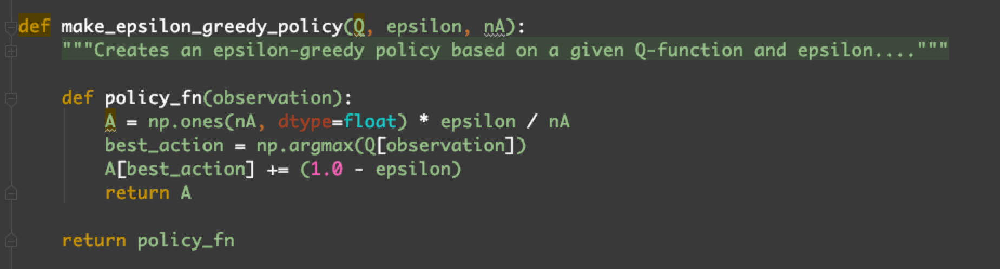 def make_epsilon_greedy_policy(Q, epsilon, nA):
    """Creates an epsilon-greedy policy based on a given Q-function and epsilon...."""
    def policy_fn(observation):
        A = np.ones(nA, dtype=float) * epsilon / nA
        best_action = np.argmax(Q[observation])
        A[best_action] += (1.0 - epsilon)
        return A
    return policy_fn